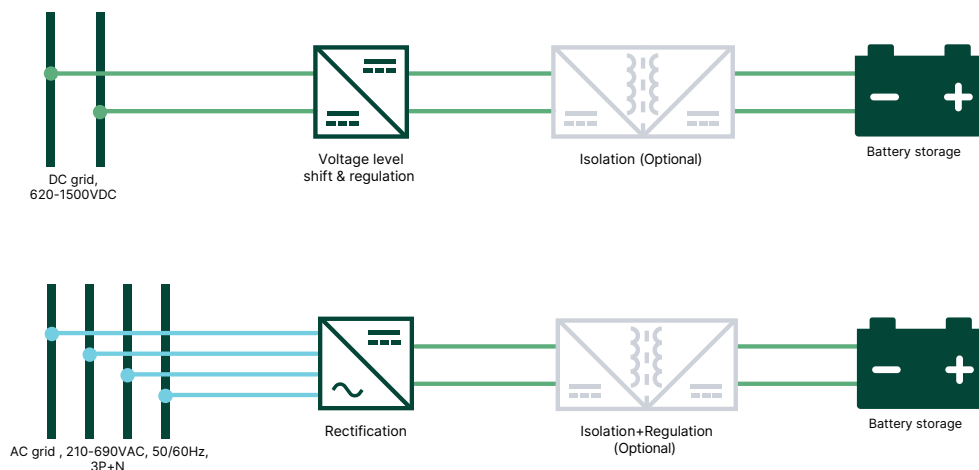 DC grid,
620-1500VDC
Voltage level
shift & regulation
Isolation (Optional)
Battery storage
AC grid , 210-690VAC, 50/60Hz,
3P+N
Rectification
Isolation+Regulation
(Optional)
Battery storage